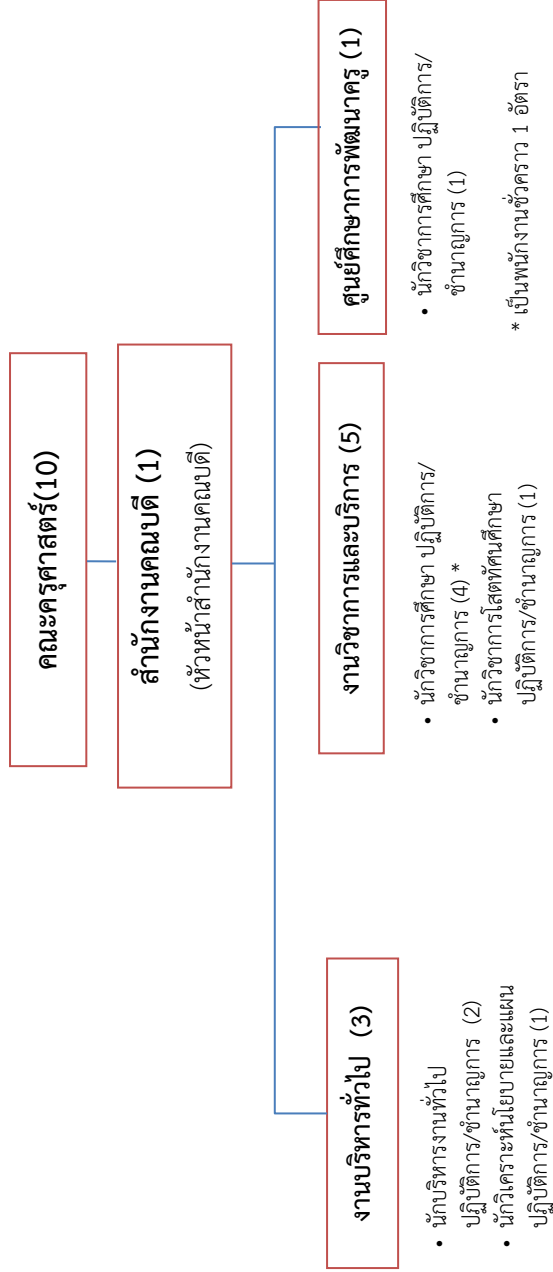 คณะครุศาสตร์(10)
สำนักงานคณบดี (1)
(หัวหน้าสำนักงานคณบดี)
งานบริหารทั่วไป (3)
• นักบริหารงานทั่วไป
ปฏิบัติการ/ชำนาญการ (2)
• นักวิเคราะห์นโยบายและแผน
ปฏิบัติการ/ชำนาญการ (1)
งานวิชาการและบริการ (5)
• นักวิชาการศึกษา ปฏิบัติการ/
ชำนาญการ (4) *
• นักวิชาการโสตทัศนศึกษา
ปฏิบัติการ/ชำนาญการ (1)
ศูนย์ศึกษาการพัฒนาครู (1)
• นักวิชาการศึกษา ปฏิบัติการ/
ชำนาญการ (1)
* เป็นพนักงานชั่วคราว 1 อัตรา